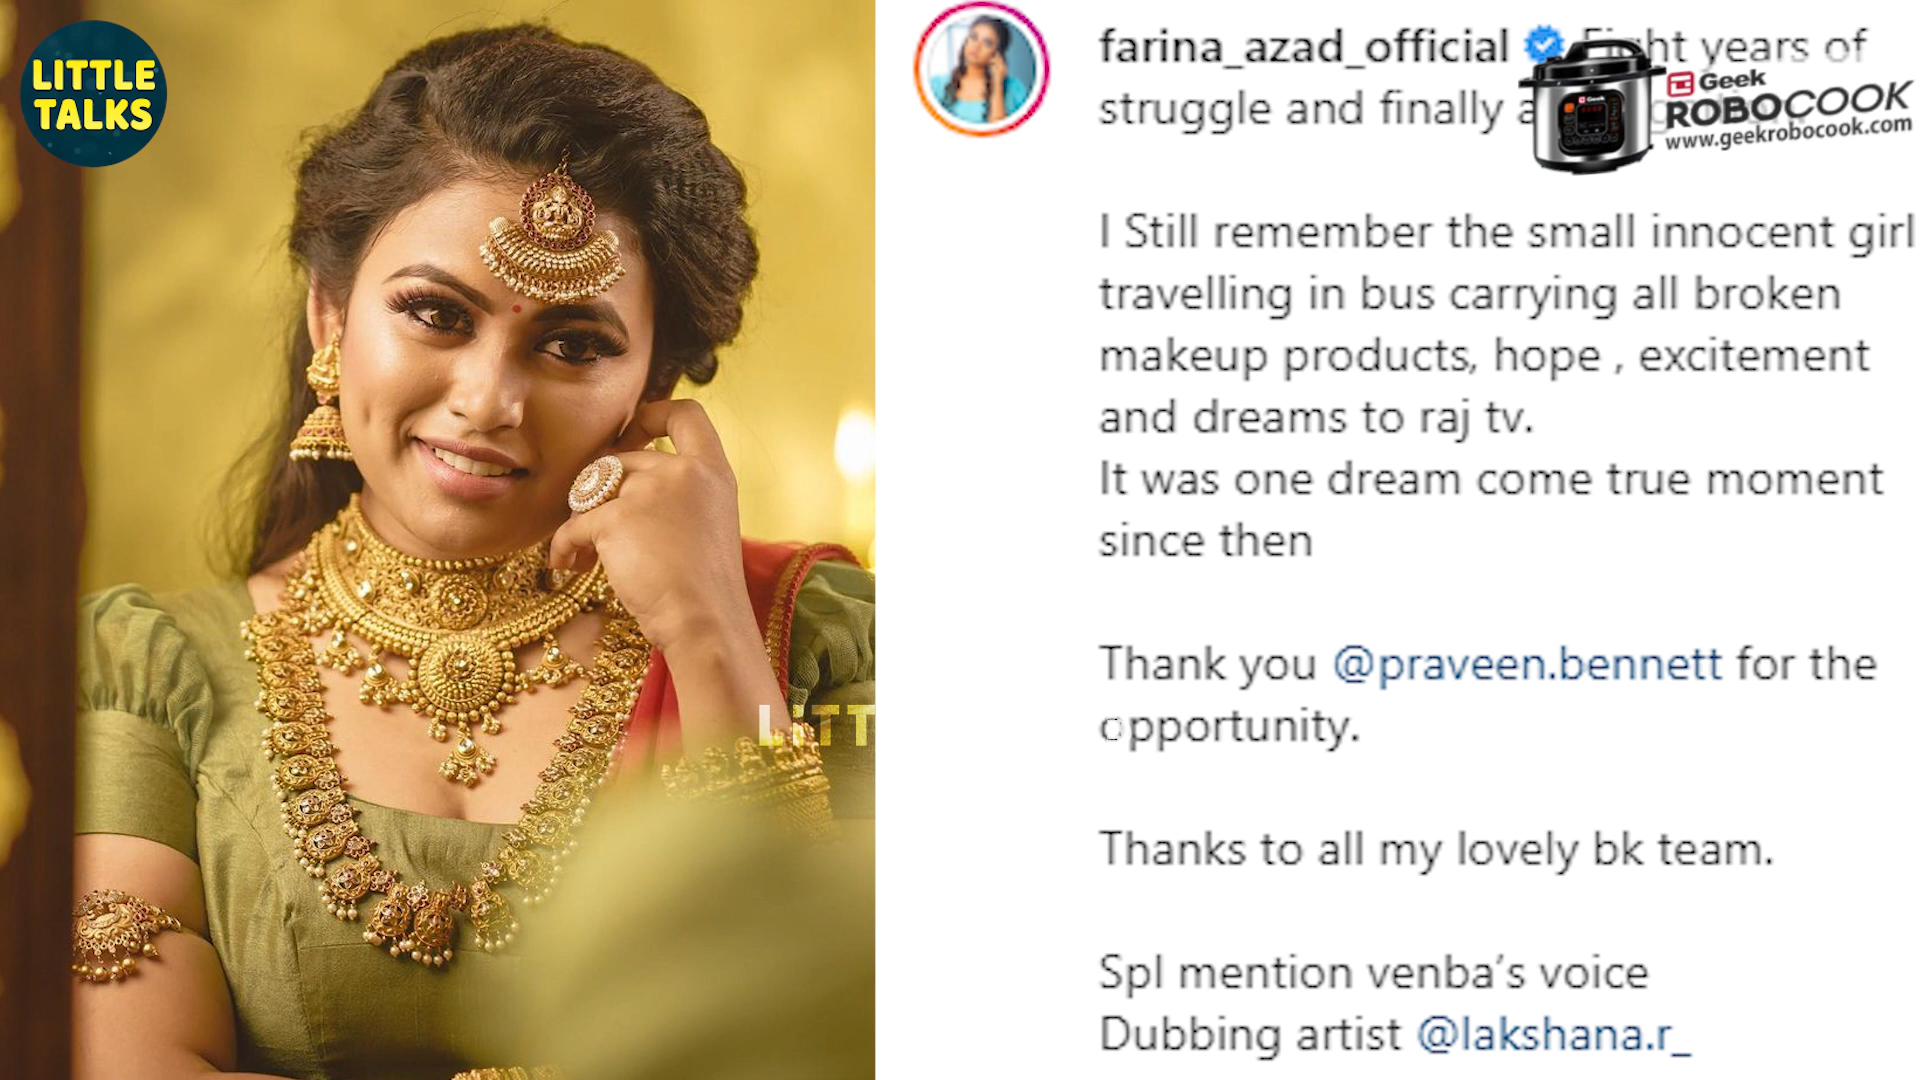 LITTLE
TALKS
farina_azad_official Eight years of
struggle and finally a
Geek
ROBOCOOK
www.geekrobocook.com
I Still remember the small innocent girl
travelling in bus carrying all broken
makeup products, hope , excitement
and dreams to raj tv.
It was one dream come true moment
since then
Thank you @praveen.bennett for the
opportunity.
Thanks to all my lovely bk team.
Spl mention venba’s voice
Dubbing artist @lakshana.r_
LITT